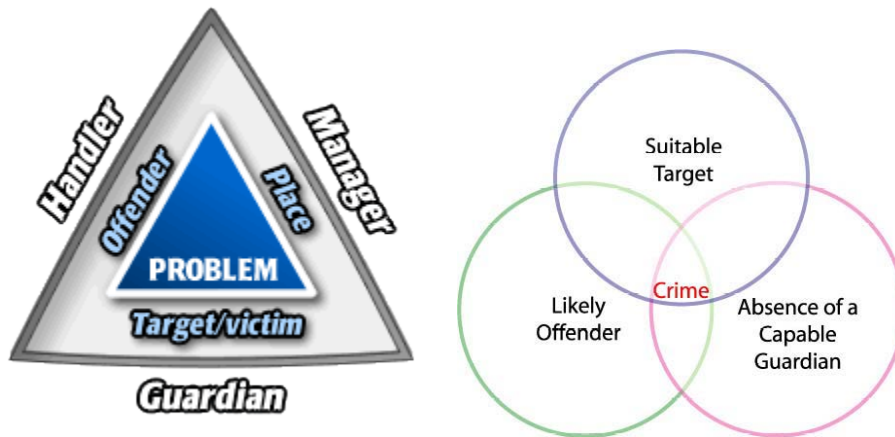 Handler
Manager
Offender
Place
PROBLEM
Target/victim
Guardian
Suitable
Target
Likely
Offender
Crime
Absence of a
Capable
Guardian